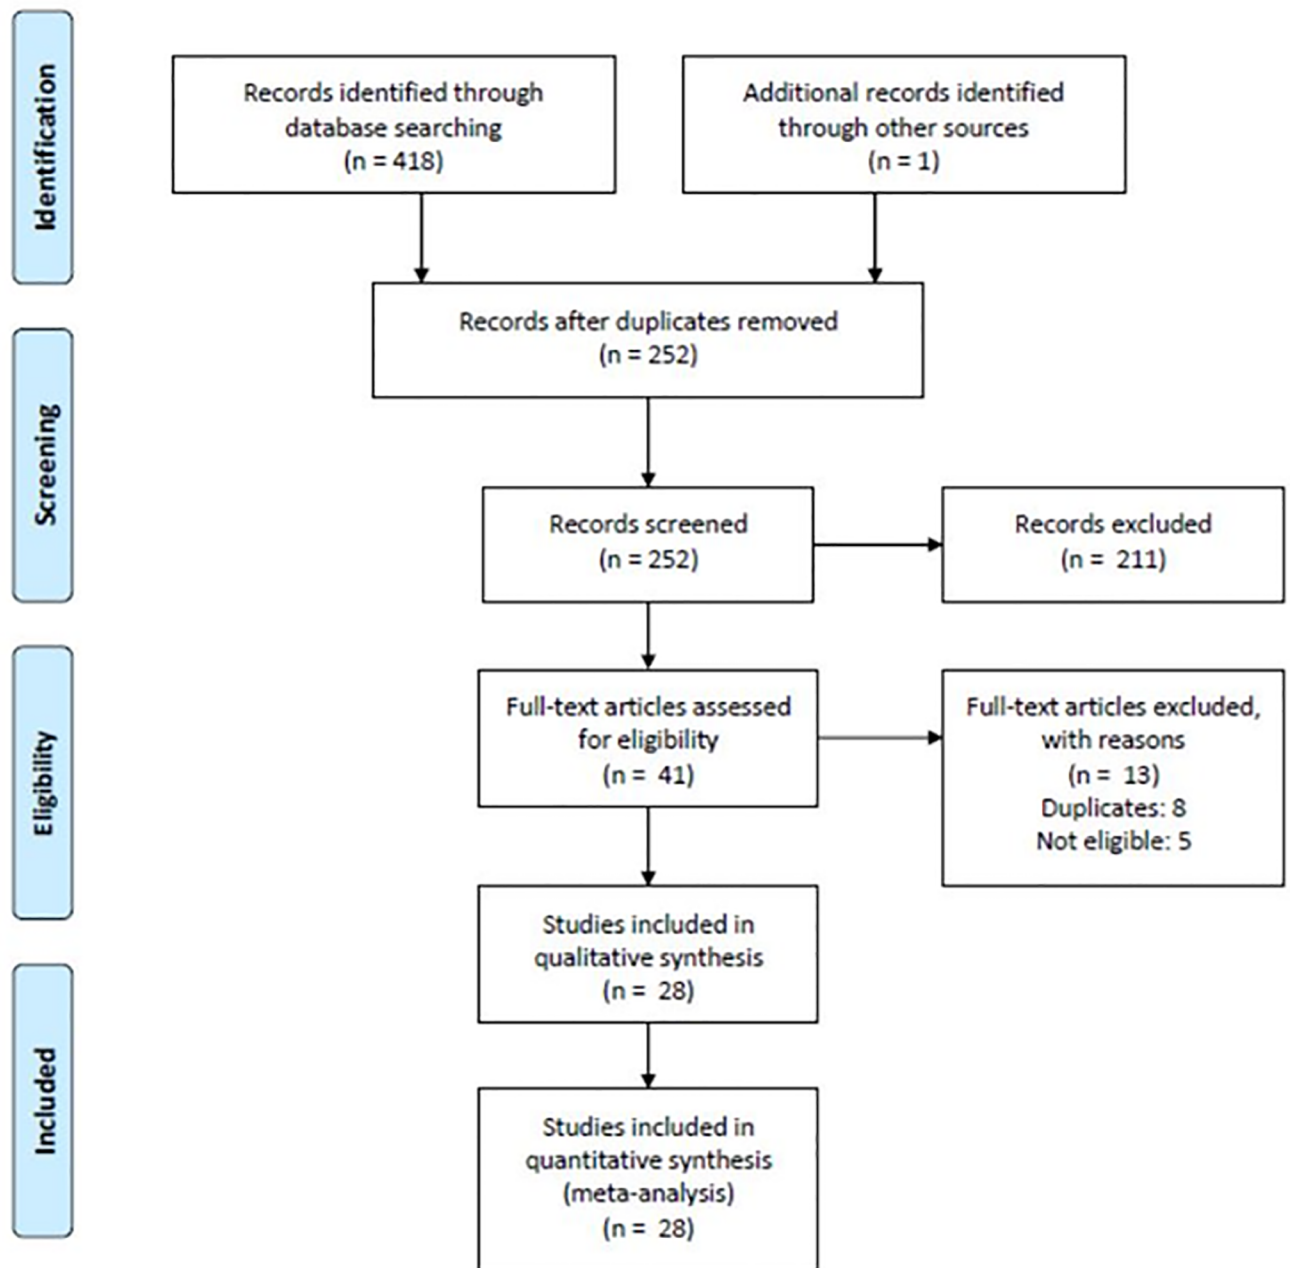 Identification
Records identified through
database searching
(n = 418)
Additional records identified
through other sources
(n = 1)
Records after duplicates removed
(n = 252)
Screening
Records screened
(n = 252)
Records excluded
(n = 211)
Eligibility
Full-text articles assessed
for eligibility
(n = 41)
Full-text articles excluded,
with reasons
(n = 13)
Duplicates: 8
Not eligible: 5
Studies included in
qualitative synthesis
(n = 28)
Included
Studies included in
quantitative synthesis
(meta-analysis)
(n = 28)